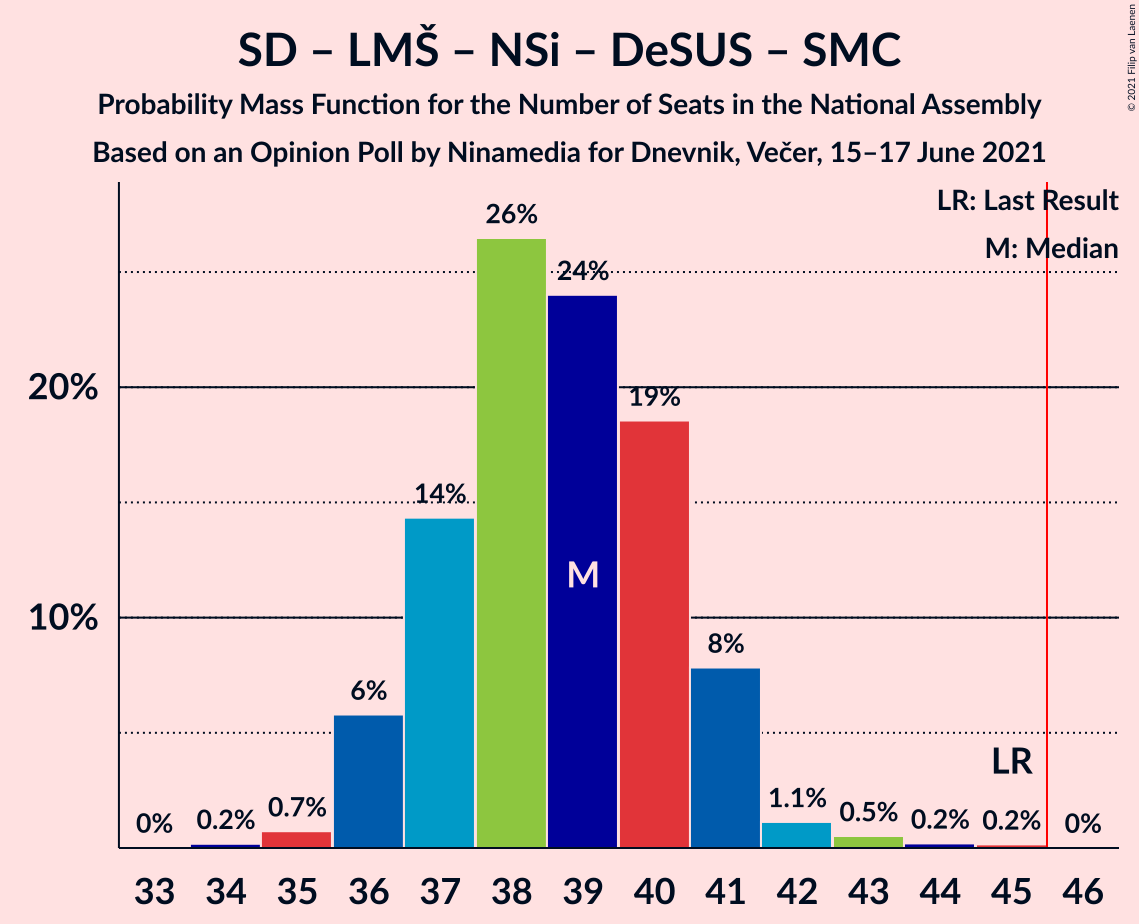 SD – LMŠ – NSi – DeSUS – SMC
Probability Mass Function for the Number of Seats in the National Assembly
Based on an Opinion Poll by Ninamedia for Dnevnik, Večer, 15–17 June 2021
© 2021 Filip van Laenen
LR: Last Result
M: Median
26%
24%
20%
19%
14%
M
10%
8%
6%
LR
0%
0.2%
0.7%
1.1%
0.5%
0.2%
0.2%
0%
33 34 35 36 37 38 39 40 41 42 43 44 45 46